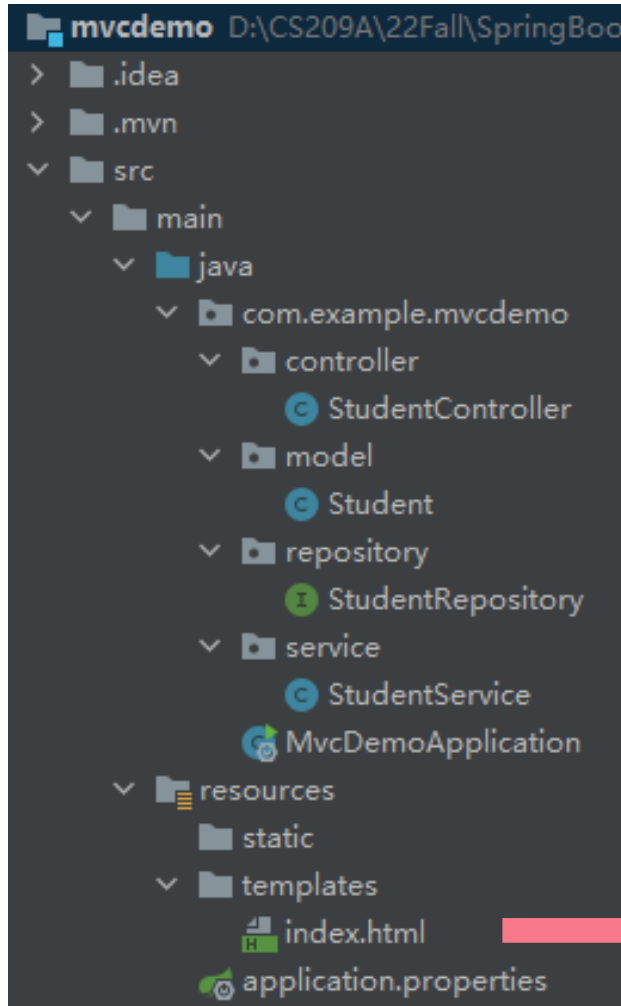 mvcdemo D:\CS209A\22Fall\SpringBoo
.idea
.mvn
src
main
java
com.example.mvcdemo
controller
StudentController
model
Student
repository
StudentRepository
service
StudentService
MvcDemoApplication
resources
static
templates
index.html
application.properties